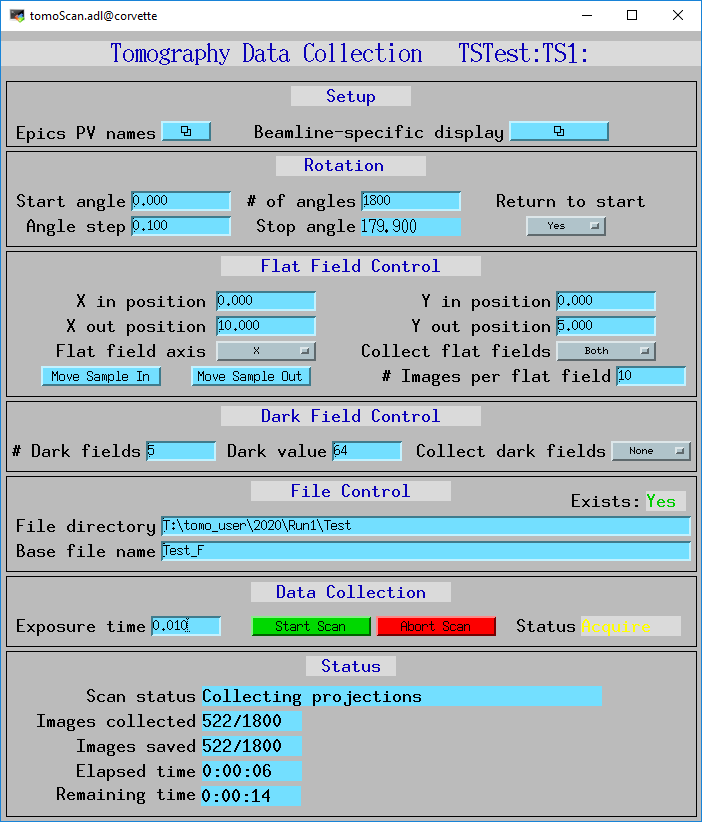 tomoScan.adl@corvette
Tomography Data Collection TSTest:TS1:
Setup
Epics PV names Beamline-specific display
Rotation
Start angle 0.000 # of angles 1800 Return to start
Angle step 0.100 Stop angle 179.900 Yes
Flat Field Control
X in position 0.000 Y in position 0.000
X out position 10.000 Y out position 5.000
Flat field axis X Collect flat fields Both
Move Sample In Move Sample Out # Images per flat field 10
Dark Field Control
# Dark fields 5 Dark value 64 Collect dark fields None
File Control
Exists: Yes
File directory T:\tomo_user\2020\Run1\Test
Base file name Test_F
Data Collection
Exposure time 0.010 Start Scan Abort Scan Status Acquire
Status
Scan status Collecting projections
Images collected 522/1800
Images saved 522/1800
Elapsed time 0:00:06
Remaining time 0:00:14